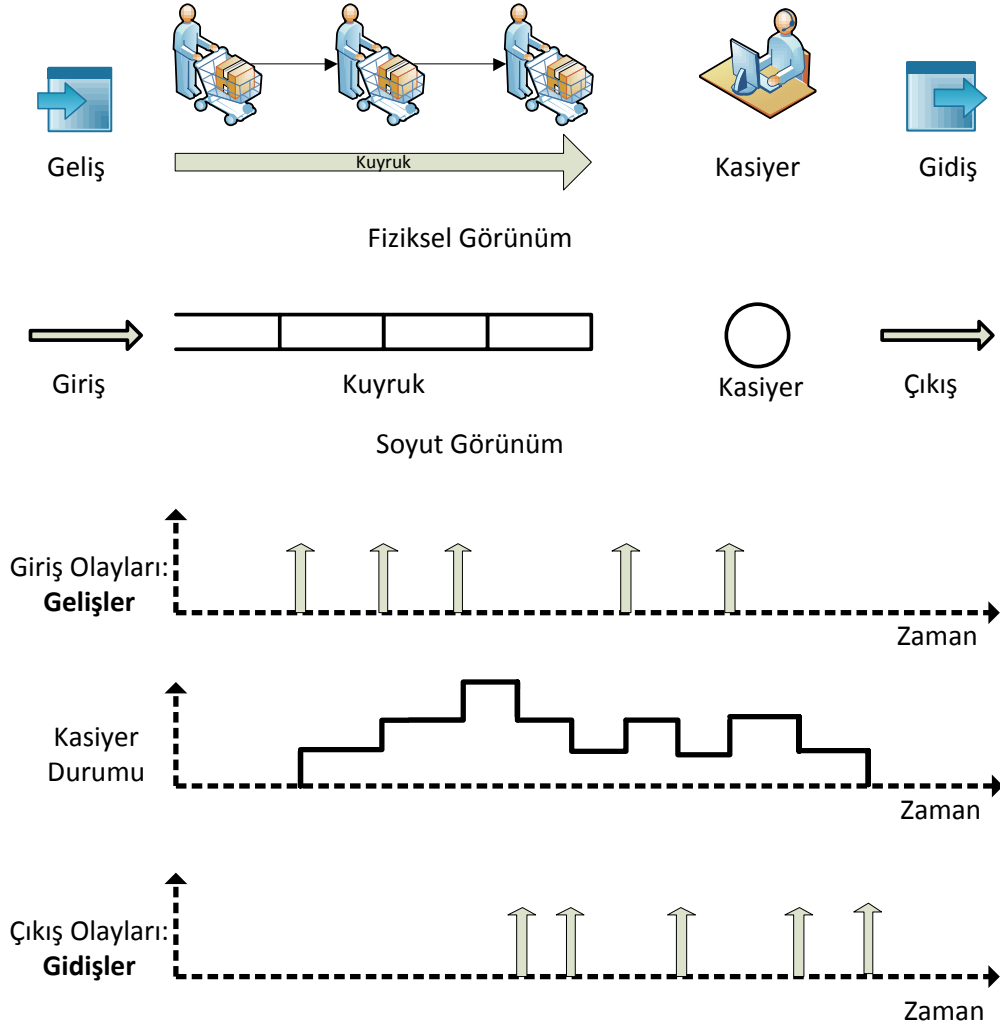 Geliş
Kuyruk
Kasiyer
Gidiş
Fiziksel Görünüm
Giriş
Kuyruk
Kasiyer
Çıkış
Soyut Görünüm
Giriş Olayları:
Gelişler
Zaman
Kasiyer
Durumu
Zaman
Çıkış Olayları:
Gidişler
Zaman